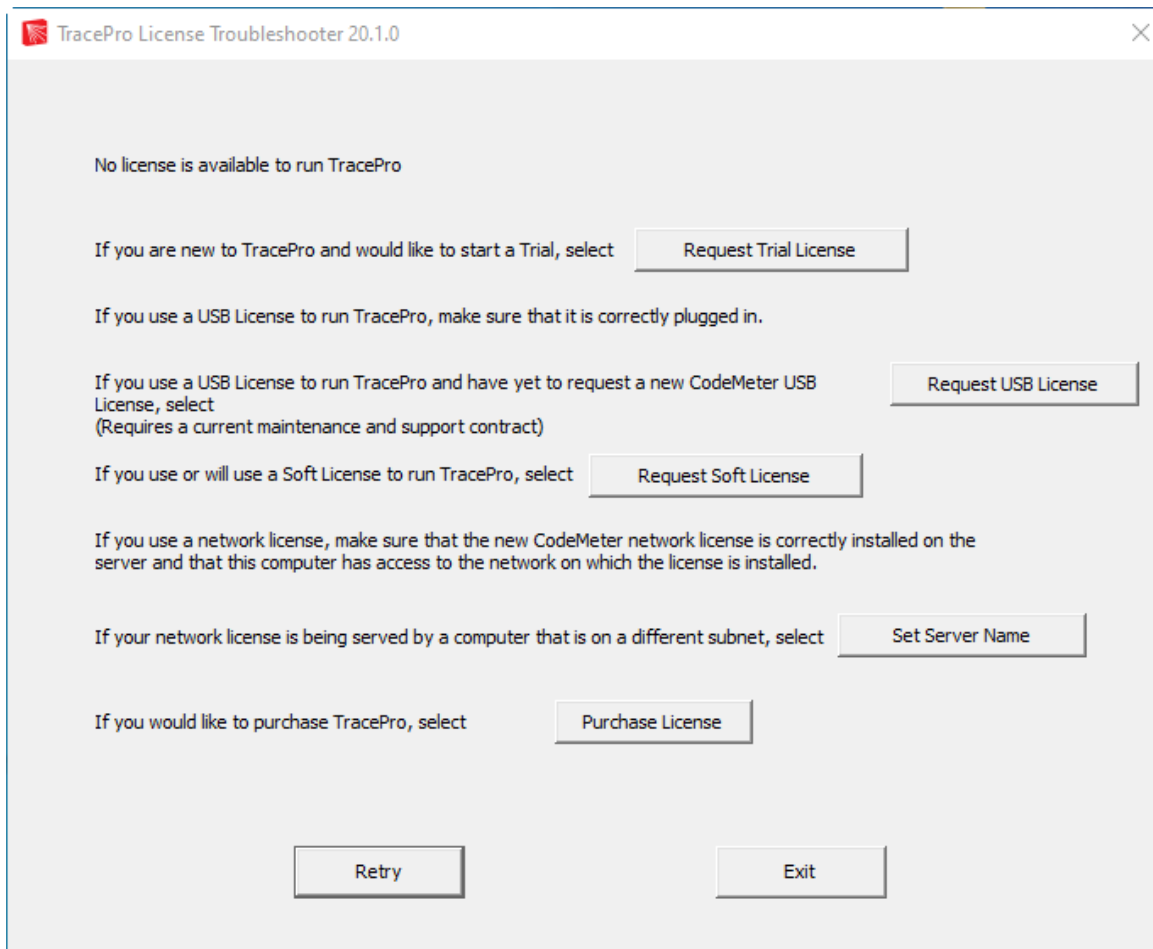 TracePro License Troubleshooter 20.1.0
No license is available to run TracePro
If you are new to TracePro and would like to start a Trial, select
Request Trial License
If you use a USB License to run TracePro, make sure that it is correctly plugged in.
If you use a USB License to run TracePro and have yet to request a new CodeMeter USB
License, select
(Requires a current maintenance and support contract)
Request USB License
If you use or will use a Soft License to run TracePro, select
Request Soft License
If you use a network license, make sure that the new CodeMeter network license is correctly installed on the
server and that this computer has access to the network on which the license is installed.
If your network license is being served by a computer that is on a different subnet, select
Set Server Name
If you would like to purchase TracePro, select
Purchase License
Retry
Exit